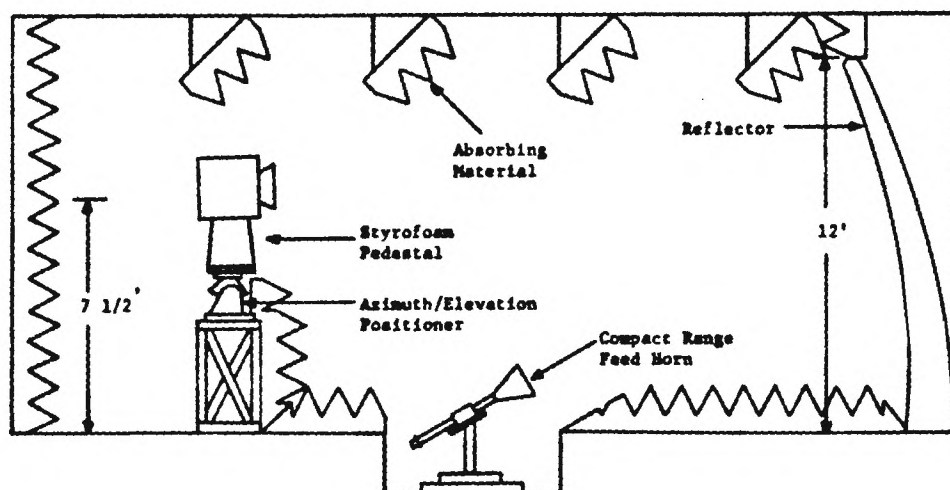 Absorbing
Material
Reflector
Styrofoam
Pedestal
12'
7 1/2'
Azimuth/Elevation
Positioner
Compact Range
Feed Horn